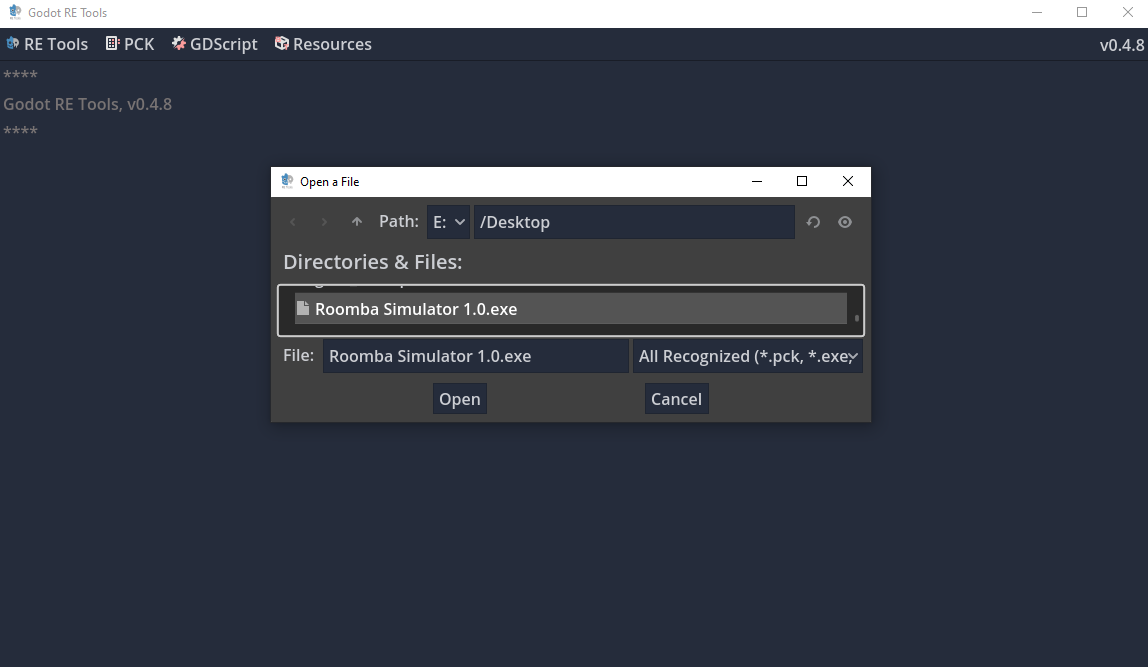 Godot RE Tools
RE Tools PCK GDScript Resources v0.4.8
****
Godot RE Tools, v0.4.8
****
Open a File
Path: E: /Desktop
Directories & Files:
Roomba Simulator 1.0.exe
File: Roomba Simulator 1.0.exe All Recognized (*.pck, *.exe,
Open Cancel